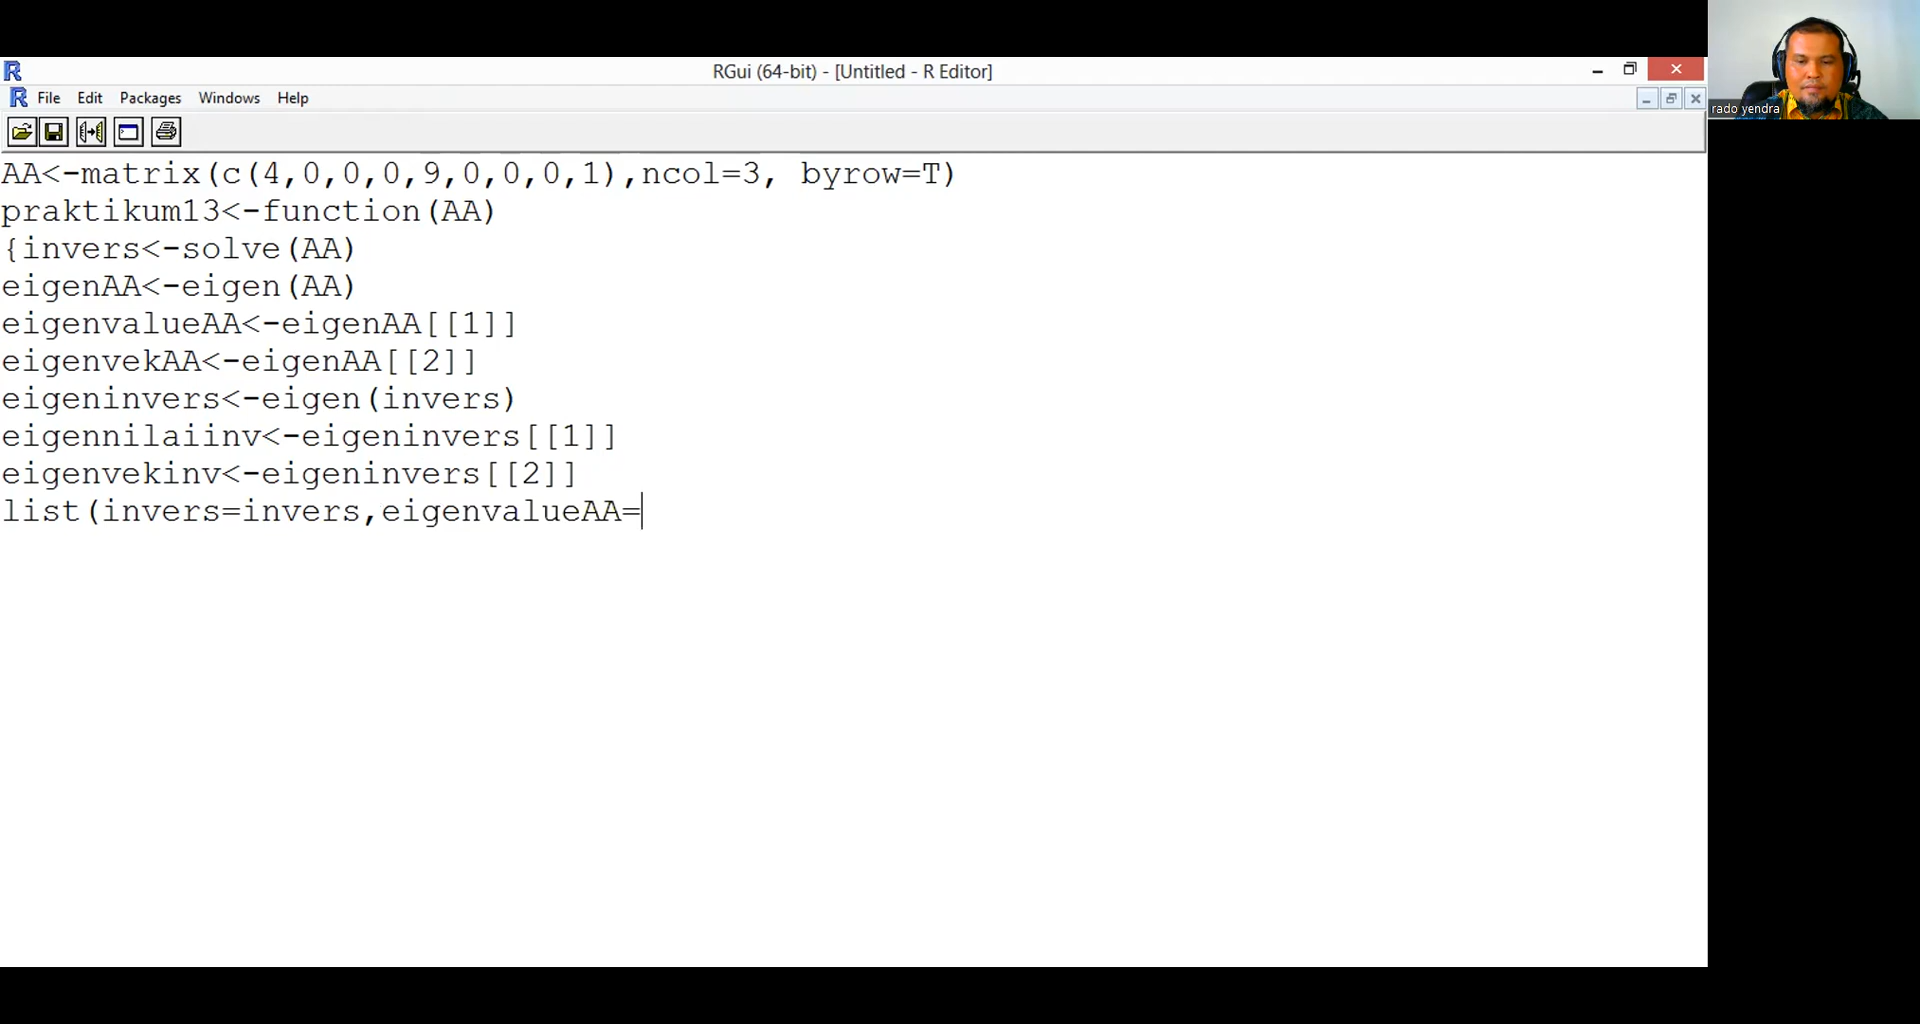 RGui (64-bit) - [Untitled - R Editor]
File Edit Packages Windows Help
AA<-matrix(c(4,0,0,0,9,0,0,0,1),ncol=3, byrow=T)
praktikum13<-function(AA)
{invers<-solve(AA)
eigenAA<-eigen(AA)
eigenvalueAA<-eigenAA[[1]]
eigenvekAA<-eigenAA[[2]]
eigeninvers<-eigen(invers)
eigennilaiinv<-eigeninvers[[1]]
eigenvekinv<-eigeninvers[[2]]
list(invers=invers,eigenvalueAA=
rado yendra